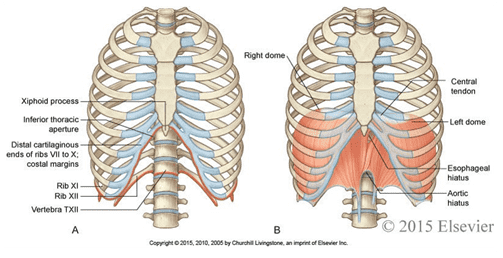 Xiphoid process
Inferior thoracic
aperture
Distal cartilaginous
ends of ribs VII to X;
costal margins
Rib XI
Rib XII
Vertebra TXII
A
Right dome
Central
tendon
Left dome
Esophageal
hiatus
Aortic
hiatus
B
© 2015 Elsevier
Copyright © 2015, 2010, 2005 by Churchill Livingstone, an imprint of Elsevier Inc.